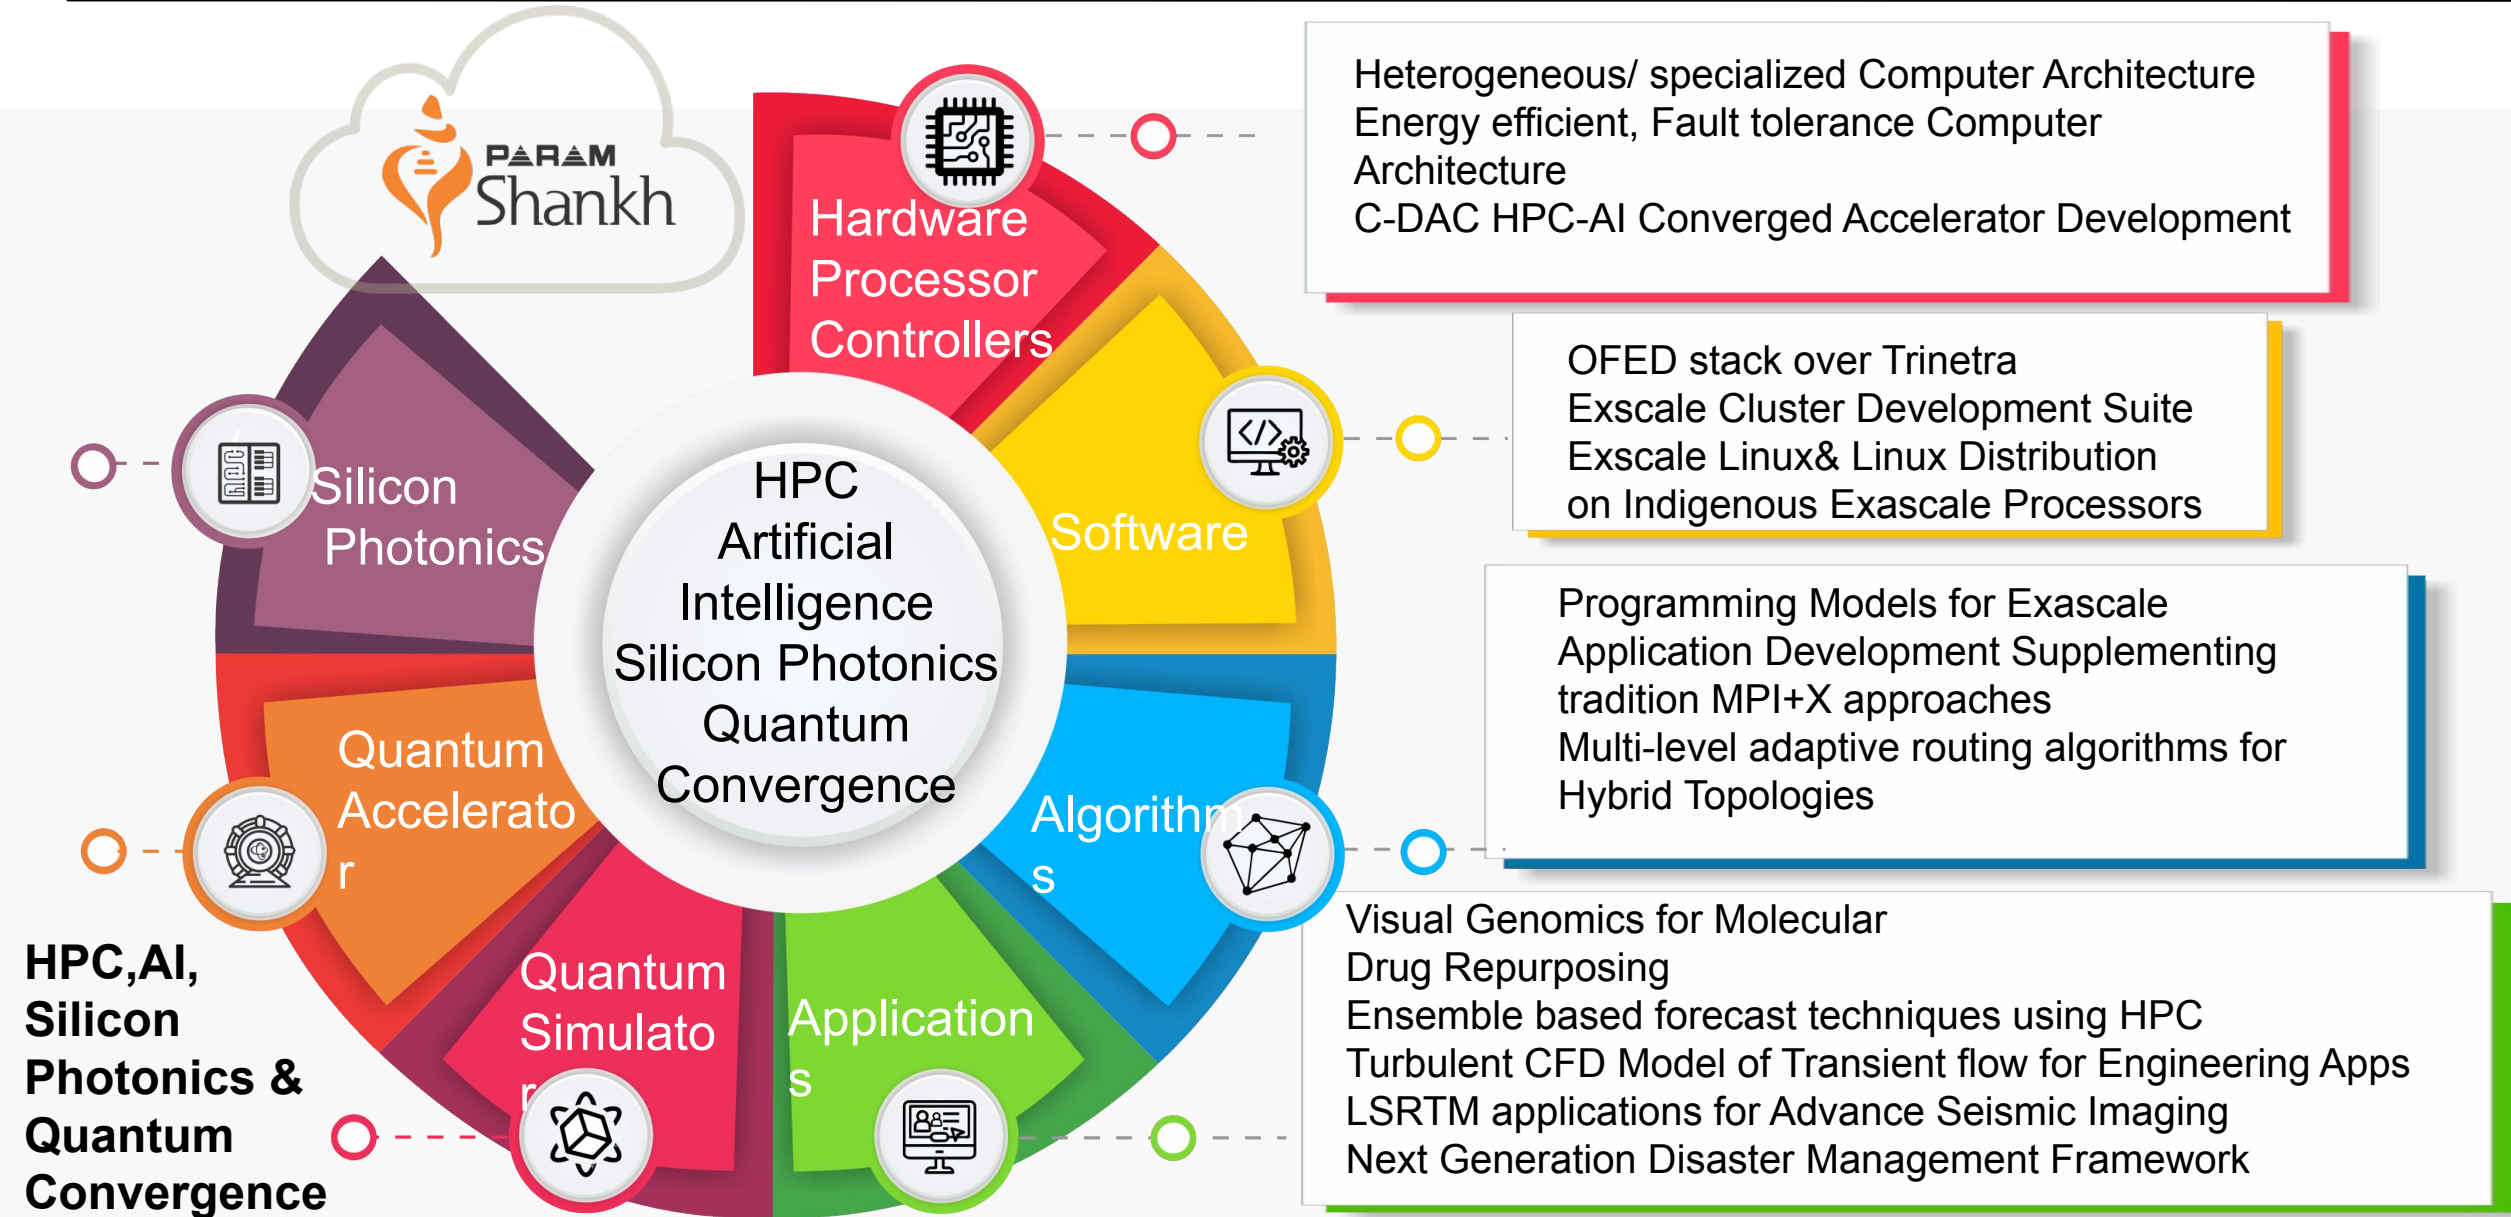 PARAM
Shankh
Hardware
Processor
Controllers
Software
Algorithm
s
Application
s
Quantum
Simulato
r
Quantum
Accelerato
r
Silicon
Photonics
HPC
Artificial
Intelligence
Silicon Photonics
Quantum
Convergence
Heterogeneous/ specialized Computer Architecture
Energy efficient, Fault tolerance Computer
Architecture
C-DAC HPC-AI Converged Accelerator Development
OFED stack over Trinetra
Exscale Cluster Development Suite
Exscale Linux& Linux Distribution
on Indigenous Exascale Processors
Programming Models for Exascale
Application Development Supplementing
tradition MPI+X approaches
Multi-level adaptive routing algorithms for
Hybrid Topologies
Visual Genomics for Molecular
Drug Repurposing
Ensemble based forecast techniques using HPC
Turbulent CFD Model of Transient flow for Engineering Apps
LSRTM applications for Advance Seismic Imaging
Next Generation Disaster Management Framework
HPC,AI,
Silicon
Photonics &
Quantum
Convergence